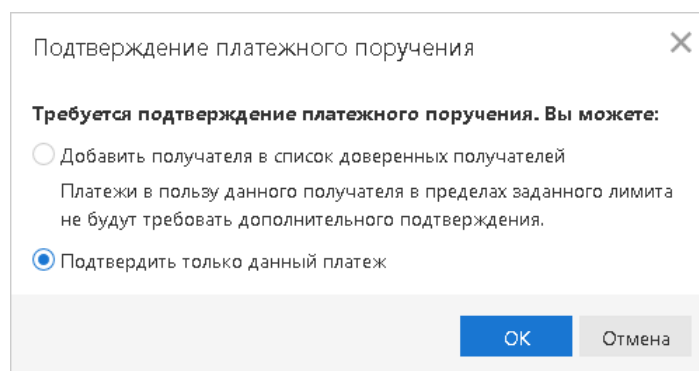 Подтверждение платежного поручения
Требуется подтверждение платежного поручения. Вы можете:
Добавить получателя в список доверенных получателей
Платежи в пользу данного получателя в пределах заданного лимита
не будут требовать дополнительного подтверждения.
Подтвердить только данный платеж
ОК
Отмена